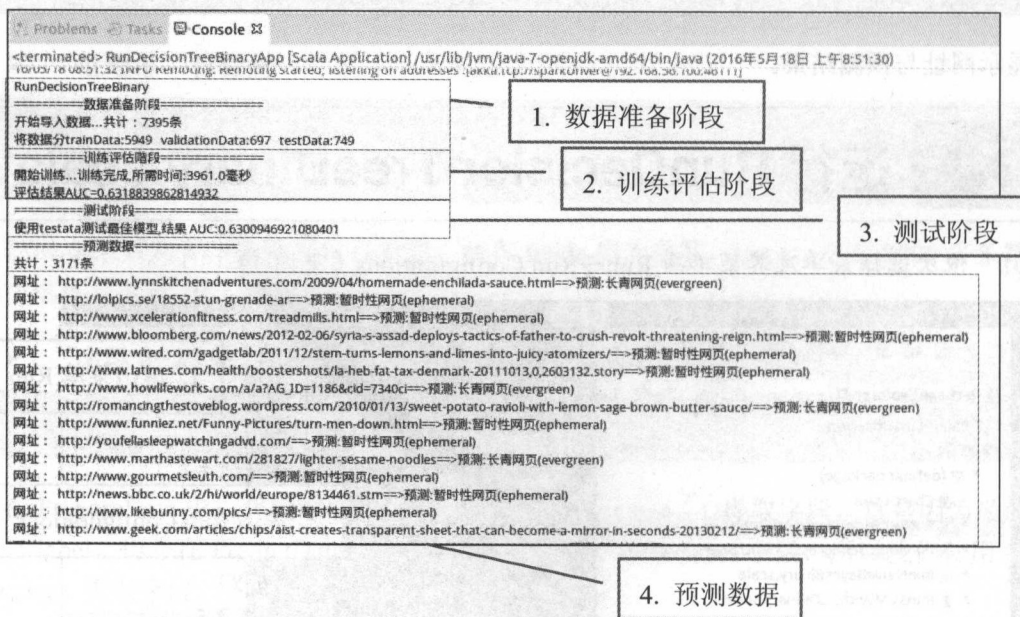 Problems Tasks Console
<terminated> RunDecisionTreeBinaryApp [Scala Application] /usr/lib/jvm/java-7-openjdk-amd64/bin/java (2016年5月18日 上午8:51:30)
16/05/18 08:51:32 INFO Remoting: Remoting started; listening on addresses :[akka.tcp://sparkDriver@192.168.56.100:48111]
RunDecisionTreeBinary
==========数据准备阶段===============
开始导入数据...共计：7395条
将数据分trainData:5949 validationData:697 testData:749
==========训练评估阶段===============
開始训练...训练完成,所需时间:3961.0毫秒
评估结果AUC=0.6318839862814932
==========测试阶段===============
使用testata测试最佳模型,结果 AUC:0.6300946921080401
==========预测数据===============
共计：3171条
网址： http://www.lynnskitchenadventures.com/2009/04/homemade-enchilada-sauce.html==>预测:长青网页(evergreen)
网址： http://lolpics.se/18552-stun-grenade-ar==>预测:暂时性网页(ephemeral)
网址： http://www.xcelerationfitness.com/treadmills.html==>预测:暂时性网页(ephemeral)
网址： http://www.bloomberg.com/news/2012-02-06/syria-s-assad-deploys-tactics-of-father-to-crush-revolt-threatening-reign.html==>预测:暂时性网页(ephemeral)
网址： http://www.wired.com/gadgetlab/2011/12/stem-turns-lemons-and-limes-into-juicy-atomizers/==>预测:暂时性网页(ephemeral)
网址： http://www.latimes.com/health/boostershots/la-heb-fat-tax-denmark-20111013,0,2603132.story==>预测:暂时性网页(ephemeral)
网址： http://www.howlifeworks.com/a/a?AG_ID=1186&cid=7340ci==>预测:长青网页(evergreen)
网址： http://romancingthestoveblog.wordpress.com/2010/01/13/sweet-potato-ravioli-with-lemon-sage-brown-butter-sauce/==>预测:长青网页(evergreen)
网址： http://www.funniez.net/Funny-Pictures/turn-men-down.html==>预测:暂时性网页(ephemeral)
网址： http://youfellasleepwatchingadvd.com/==>预测:暂时性网页(ephemeral)
网址： http://www.marthastewart.com/281827/lighter-sesame-noodles==>预测:长青网页(evergreen)
网址： http://www.gourmetsleuth.com/==>预测:暂时性网页(ephemeral)
网址： http://news.bbc.co.uk/2/hi/world/europe/8134461.stm==>预测:暂时性网页(ephemeral)
网址： http://www.likebunny.com/pics/==>预测:暂时性网页(ephemeral)
网址： http://www.geek.com/articles/chips/aist-creates-transparent-sheet-that-can-become-a-mirror-in-seconds-20130212/==>预测:长青网页(evergreen)
1. 数据准备阶段
2. 训练评估阶段
3. 测试阶段
4. 预测数据